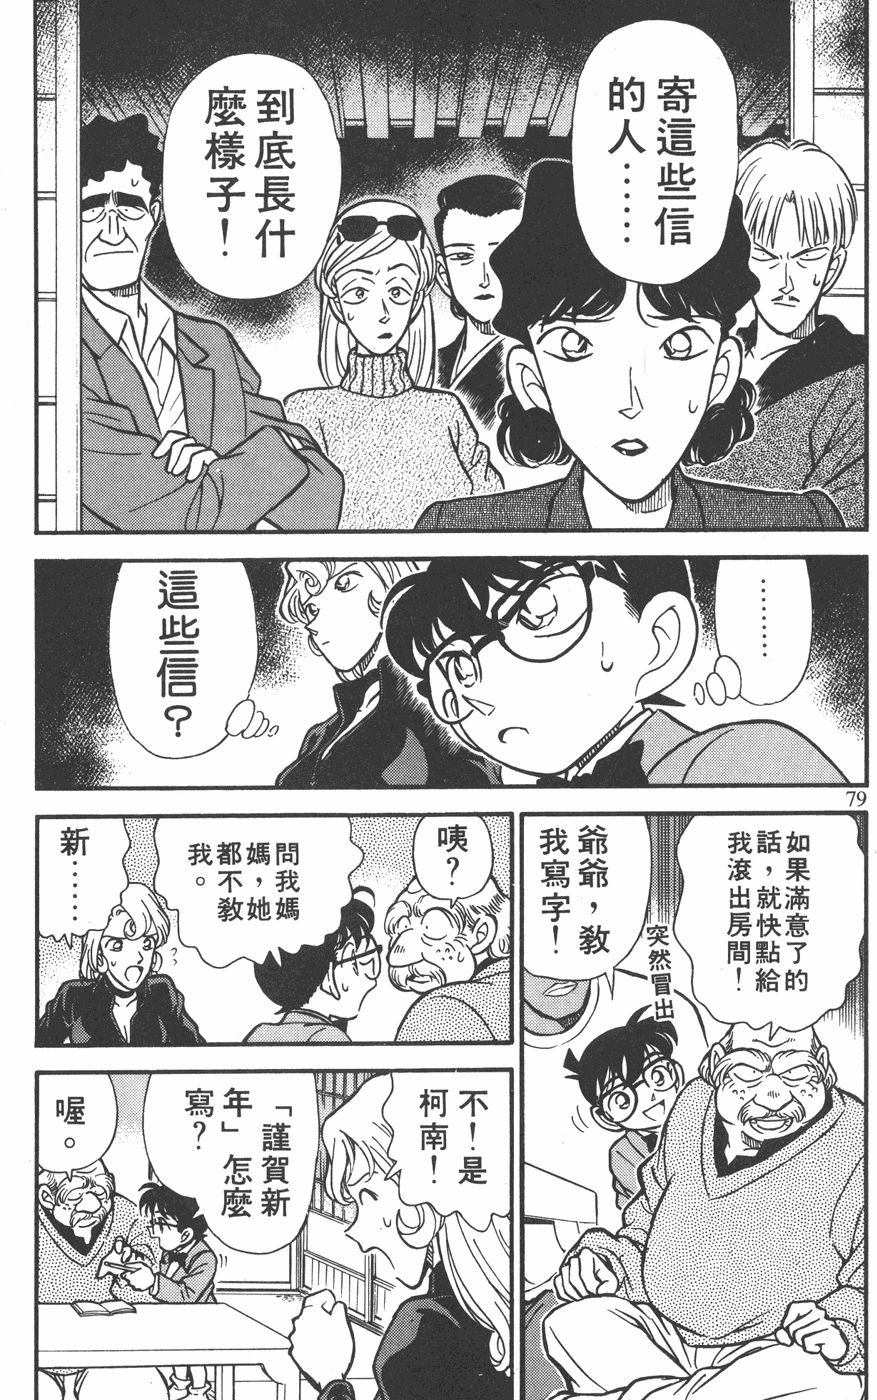 寄這些信
的人……
到底長什
麼樣子！
……
這些信？
79
如果滿意了的
話，就快點給
我滾出房間！
突然冒出
爺爺，教
我寫字！
咦？
問我媽
媽，她
都不教
我。
新……
不！是
柯南！
「謹賀新
年」怎麼
寫？
喔。